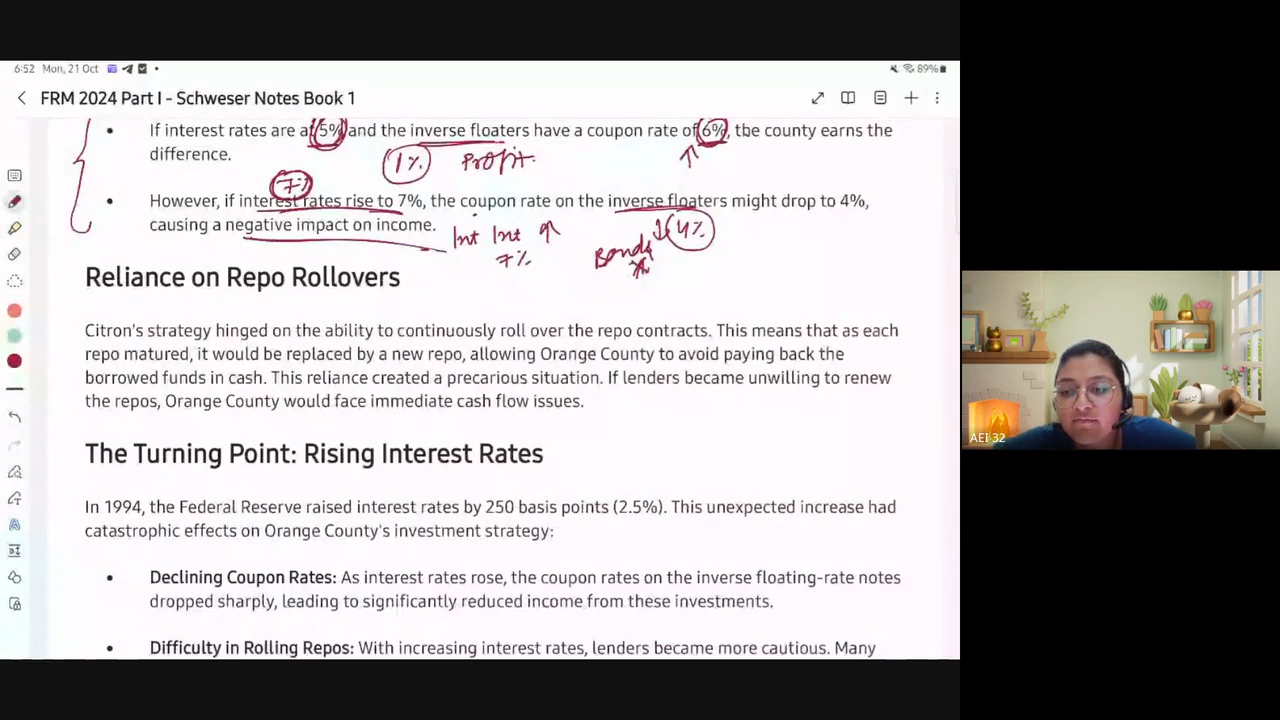 6:52 Mon, 21 Oct
89%
FRM 2024 Part I - Schweser Notes Book 1
If interest rates are at 5% and the inverse floaters have a coupon rate of 6%, tbe county earns the
difference.
1% Profit.
7%
However, if interest rates rise to 7%, the coupon rate on the inverse floaters might drop to 4%,
causing a negative impact on income.
Int Int ↑ 7%
Bonds ↓ 4%
Reliance on Repo Rollovers
Citron's strategy hinged on the ability to continuously roll over the repo contracts. This means that as each
repo matured, it would be replaced by a new repo, allowing Orange County to avoid paying back the
borrowed funds in cash. This reliance created a precarious situation. If lenders became unwilling to renew
the repos, Orange County would face immediate cash flow issues.
The Turning Point: Rising Interest Rates
In 1994, the Federal Reserve raised interest rates by 250 basis points (2.5%). This unexpected increase had
catastrophic effects on Orange County's investment strategy:
Declining Coupon Rates: As interest rates rose, the coupon rates on the inverse floating-rate notes
dropped sharply, leading to significantly reduced income from these investments.
Difficulty in Rolling Repos: With increasing interest rates, lenders became more cautious. Many
AEI 32